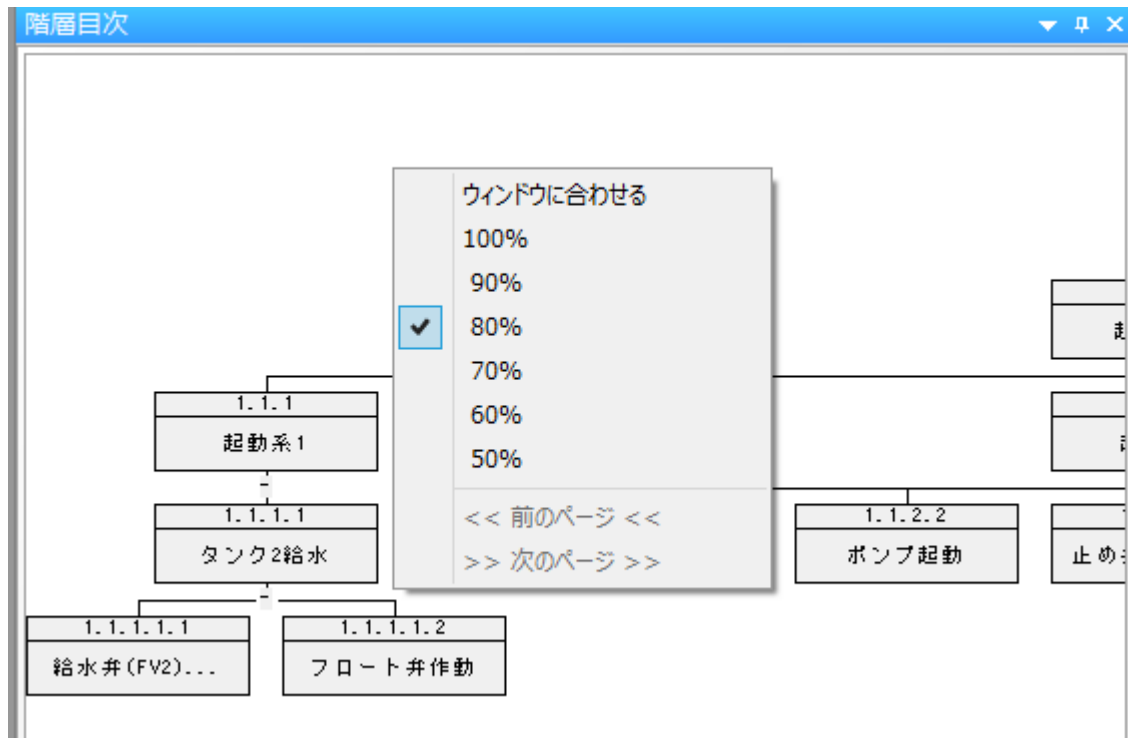 階層目次
ウィンドウに合わせる
100%
90%
80%
70%
60%
50%
<< 前のページ <<
>> 次のページ >>
1.1.1
起動系1
1.1.1.1
タンク2給水
1.1.2.2
ポンプ起動
止め
1.1.1.1.1
給水弁(FV2)...
1.1.1.1.2
フロート弁作動